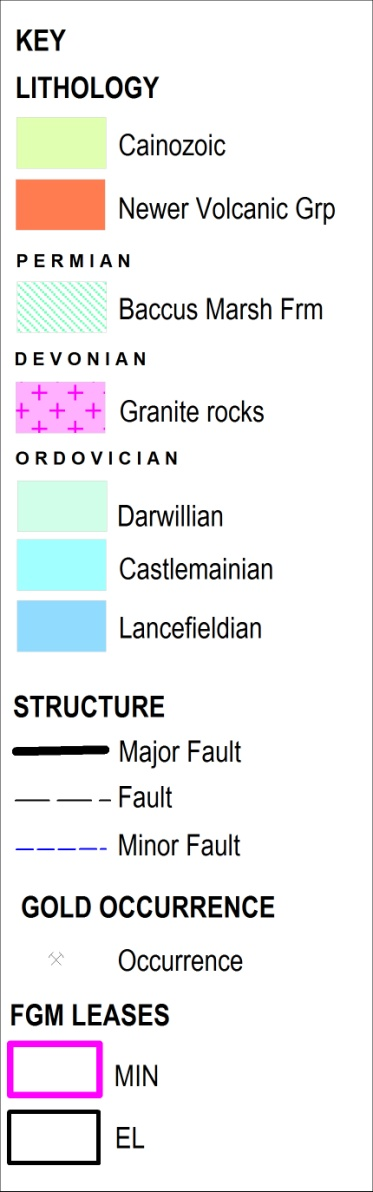 KEY
LITHOLOGY
Cainozoic
Newer Volcanic Grp
PERMIAN
Baccus Marsh Frm
DEVONIAN
Granite rocks
ORDOVICIAN
Darwillian
Castlemainian
Lancefieldian
STRUCTURE
Major Fault
Fault
Minor Fault
GOLD OCCURRENCE
Occurrence
FGM LEASES
MIN
EL